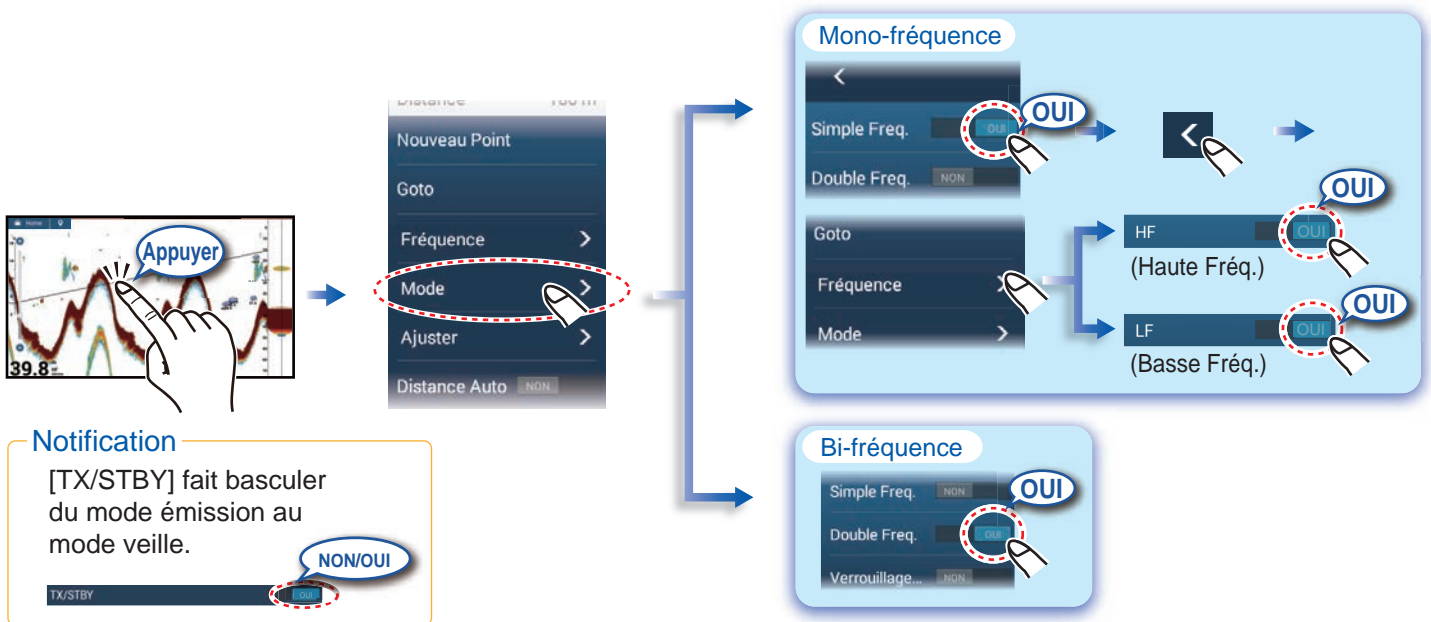 Home
39.8
Appuyer
Distance
Nouveau Point
Goto
Fréquence
Mode
Ajuster
Distance Auto NON
Mono-fréquence
Simple Freq. OUI
OUI
Double Freq. NON
Goto
Fréquence
Mode
OUI
HF OUI
(Haute Fréq.)
OUI
LF OUI
(Basse Fréq.)
Bi-fréquence
Simple Freq. NON
OUI
Double Freq. OUI
Verrouillage... NON
Notification
[TX/STBY] fait basculer
du mode émission au
mode veille.
NON/OUI
TX/STBY OUI